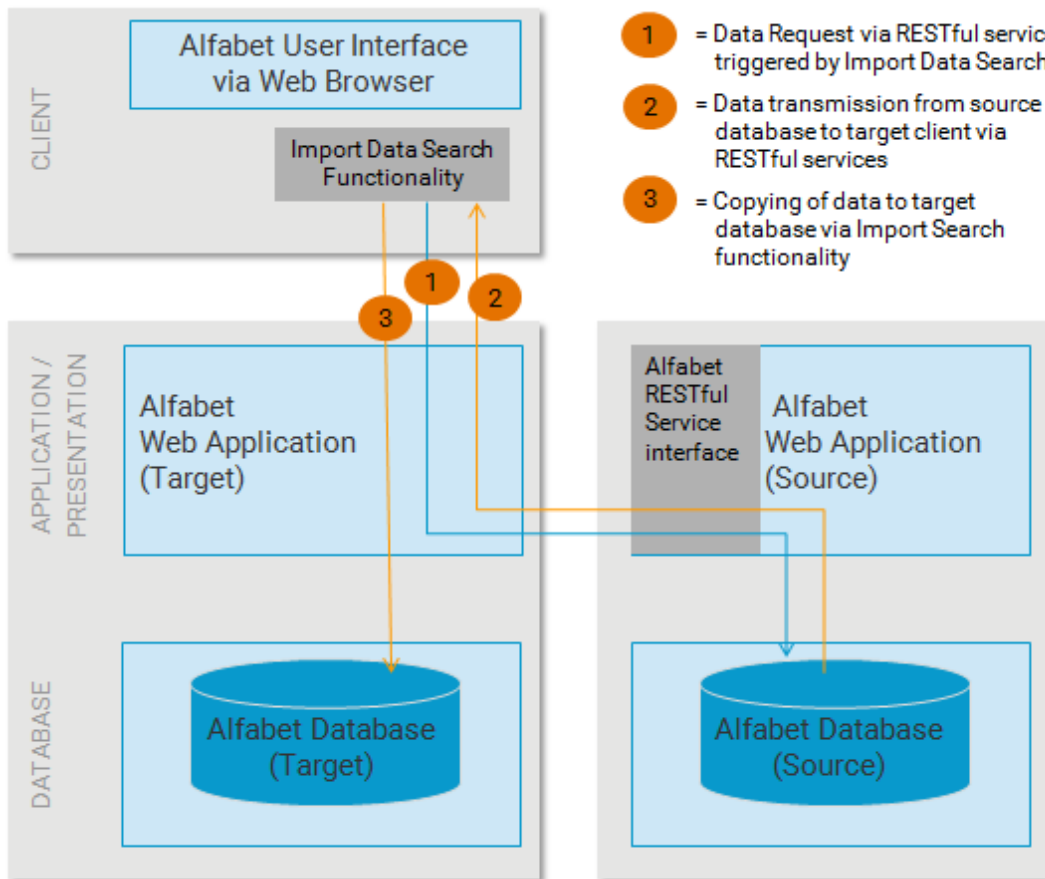 Alfabet User Interface
via Web Browser
CLIENT
Import Data Search
Functionality
1
= Data Request via RESTful servic
triggered by Import Data Search
2
= Data transmission from source
database to target client via
RESTful services
3
= Copying of data to target
database via Import Search
functionality
1
2
3
APPLICATION /
PRESENTATION
Alfabet
Web Application
(Target)
Alfabet
RESTful
Service
interface
Alfabet
Web Application
(Source)
DATABASE
Alfabet Database
(Target)
Alfabet Database
(Source)